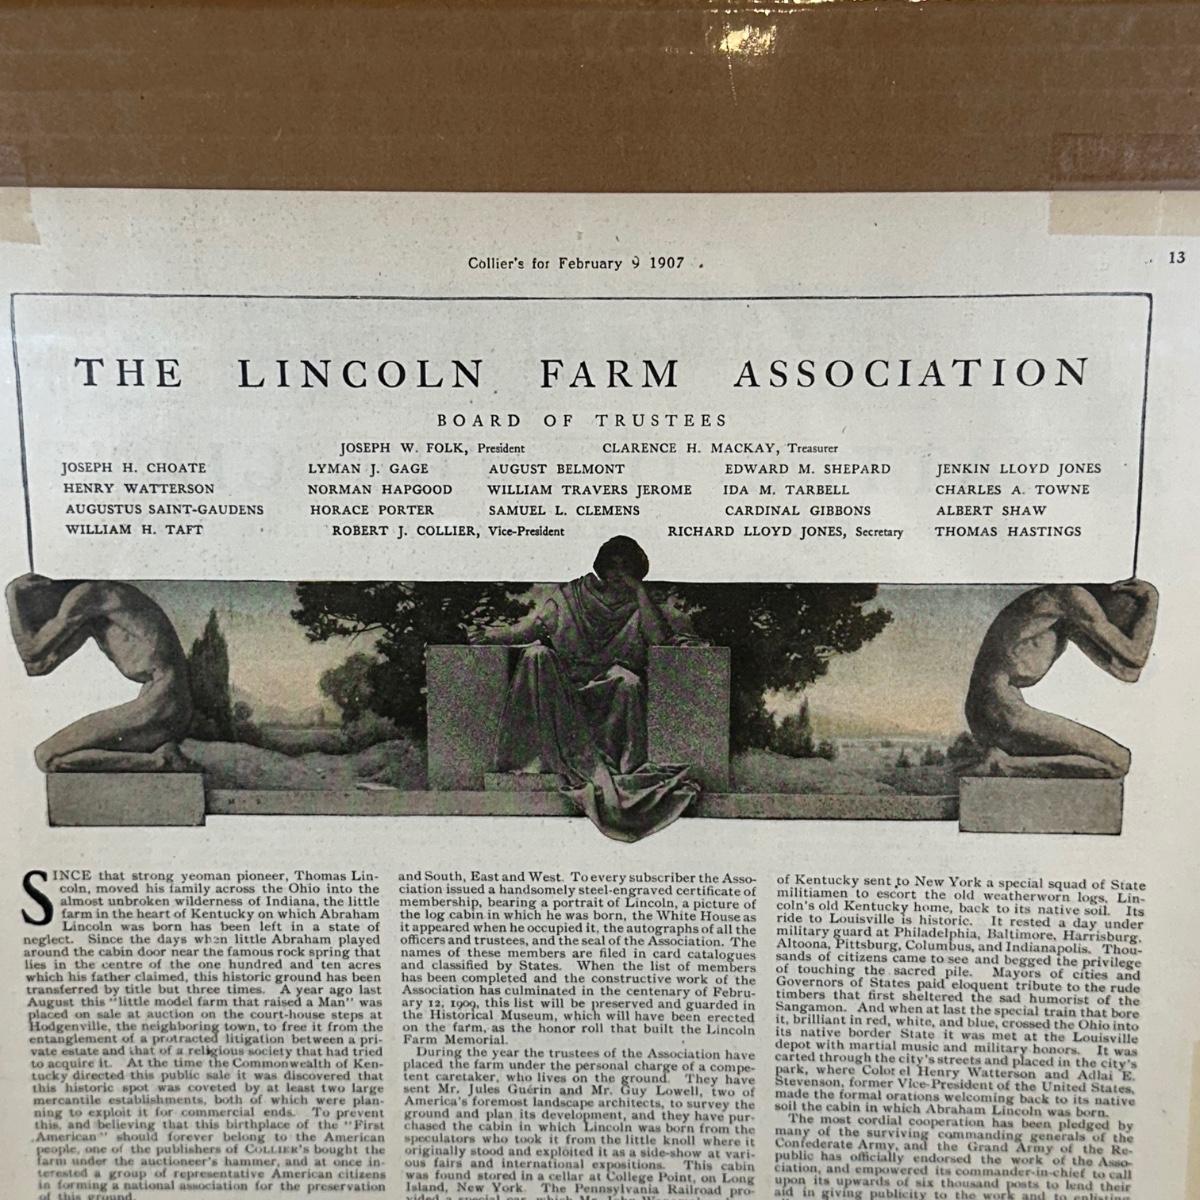 Collier's for February 9 1907
13
THE LINCOLN FARM ASSOCIATION
BOARD OF TRUSTEES
JOSEPH W. FOLK, President CLARENCE H. MACKAY, Treasurer
JOSEPH H. CHOATE LYMAN J. GAGE AUGUST BELMONT EDWARD M. SHEPARD JENKIN LLOYD JONES
HENRY WATTERSON NORMAN HAPGOOD WILLIAM TRAVERS JEROME IDA M. TARBELL CHARLES A. TOWNE
AUGUSTUS SAINT-GAUDENS HORACE PORTER SAMUEL L. CLEMENS CARDINAL GIBBONS ALBERT SHAW
WILLIAM H. TAFT ROBERT J. COLLIER, Vice-President RICHARD LLOYD JONES, Secretary THOMAS HASTINGS
SINCE that strong yeoman pioneer, Thomas Lin-
coln, moved his family across the Ohio into the
almost unbroken wilderness of Indiana, the little
farm in the heart of Kentucky on which Abraham
Lincoln was born has been left in a state of
neglect. Since the days when little Abraham played
around the cabin door near the famous rock spring that
lies in the centre of the one hundred and ten acres
which his father claimed, this historic ground has been
transferred by title but three times. A year ago last
August this "little model farm that raised a Man" was
placed on sale at auction on the court-house steps at
Hodgenville, the neighboring town, to free it from the
entanglement of a protracted litigation between a pri-
vate estate and that of a religious society that had tried
to acquire it. At the time the Commonwealth of Ken-
tucky directed this public sale it was discovered that
this historic spot was coveted by at least two large
mercantile establishments, both of which were plan-
ning to exploit it for commercial ends. To prevent
this, and believing that this birthplace of the "First
American" should forever belong to the American
people, one of the publishers of COLLIER'S bought the
farm under the auctioneer's hammer, and at once in-
terested a group of representative American citizens
in forming a national association for the preservation
of this ground.
and South, East and West. To every subscriber the Asso-
ciation issued a handsomely steel-engraved certificate of
membership, bearing a portrait of Lincoln, a picture of
the log cabin in which he was born, the White House as
it appeared when he occupied it, the autographs of all the
officers and trustees, and the seal of the Association. The
names of these members are filed in card catalogues
and classified by States. When the list of members
has been completed and the constructive work of the
Association has culminated in the centenary of Febru-
ary 12, 1909, this list will be preserved and guarded in
the Historical Museum, which will have been erected
on the farm, as the honor roll that built the Lincoln
Farm Memorial.
During the year the trustees of the Association have
placed the farm under the personal charge of a compe-
tent caretaker, who lives on the ground. They have
sent Mr. Jules Guérin and Mr. Guy Lowell, two of
America's foremost landscape architects, to survey the
ground and plan its development, and they have pur-
chased the cabin in which Lincoln was born from the
speculators who took it from the little knoll where it
originally stood and exploited it as a side-show at vari-
ous fairs and international expositions. This cabin
was found stored in a cellar at College Point, on Long
Island, New York. The Pennsylvania Railroad pro-
vided a special car, which
of Kentucky sent to New York a special squad of State
militiamen to escort the old weatherworn logs, Lin-
coln's old Kentucky home, back to its native soil. Its
ride to Louisville is historic. It rested a day under
military guard at Philadelphia, Baltimore, Harrisburg,
Altoona, Pittsburg, Columbus, and Indianapolis. Thou-
sands of citizens came to see and begged the privilege
of touching the sacred pile. Mayors of cities and
Governors of States paid eloquent tribute to the rude
timbers that first sheltered the sad humorist of the
Sangamon. And when at last the special train that bore
it, brilliant in red, white, and blue, crossed the Ohio into
its native border State it was met at the Louisville
depot with martial music and military honors. It was
carted through the city's streets and placed in the city's
park, where Colonel Henry Watterson and Adlai E.
Stevenson, former Vice-President of the United States,
made the formal orations welcoming back to its native
soil the cabin in which Abraham Lincoln was born.
The most cordial cooperation has been pledged by
many of the surviving commanding generals of the
Confederate Army, and the Grand Army of the Re-
public has officially endorsed the work of the Asso-
ciation, and empowered its commander-in-chief to call
upon its upwards of six thousand posts to lend their
aid in giving publicity to the work and to enlisting